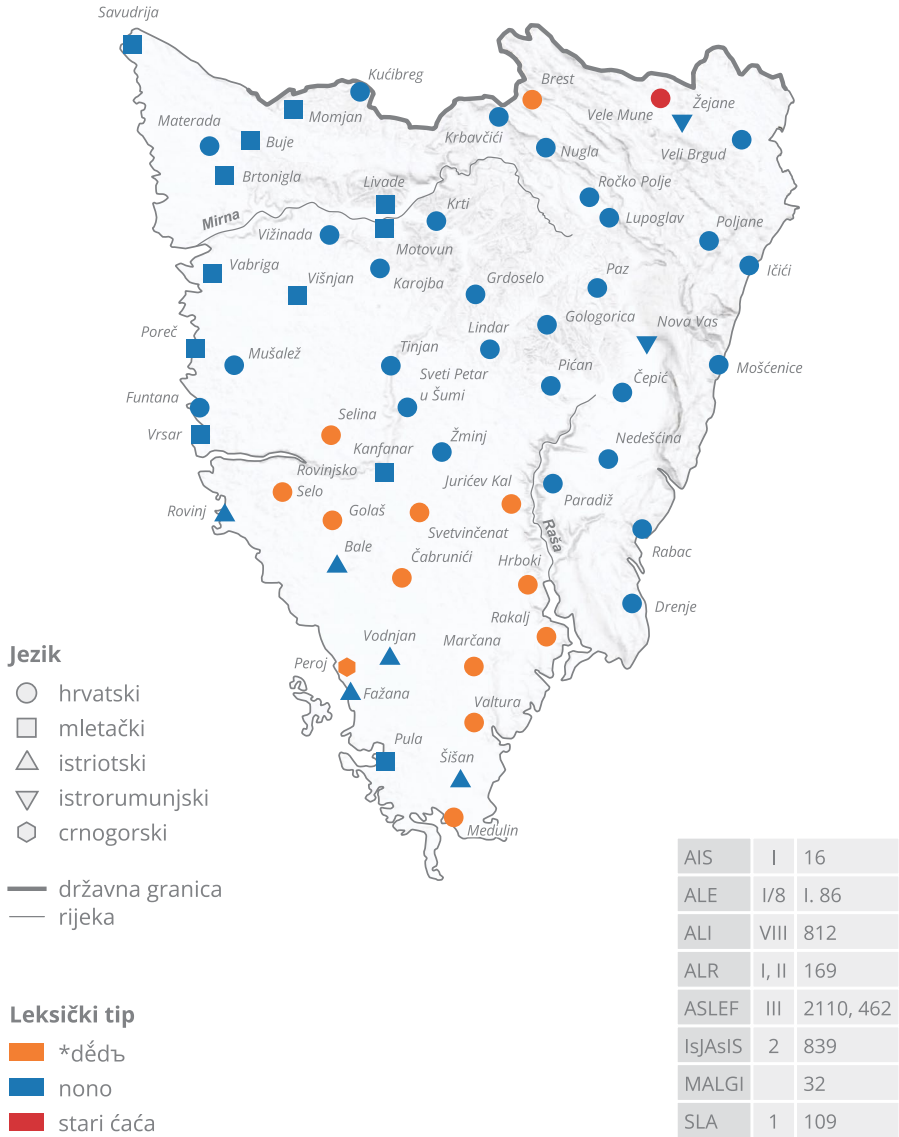 Savudrija
Kućibreg
Brest
Momjan
Vele Mune
Žejane
Materada
Buje
Krbavčići
Nugla
Veli Brgud
Brtonigla
Livade
Ročko Polje
Mirna
Krti
Lupoglav
Poljane
Vižinada
Motovun
Vabriga
Višnjan
Karojba
Grdoselo
Paz
Ičići
Gologorica
Nova Vas
Poreč
Lindar
Mušalež
Tinjan
Pićan
Čepić
Mošćenice
Sveti Petar
u Šumi
Funtana
Selina
Vrsar
Kanfanar
Žminj
Nedešćina
Rovinjsko
Selo
Jurićev Kal
Paradiž
Rovinj
Golaš
Svetvinčenat
Raša
Rabac
Bale
Čabrunići
Hrboki
Drenje
Rakalj
Vodnjan
Marčana
Peroj
Fažana
Valtura
Pula
Šišan
Medulin
Jezik
hrvatski
mletački
istriotski
istrorumunjski
crnogorski
državna granica
rijeka
Leksički tip
*dě̋dъ
nono
stari ćaća
AIS I 16
ALE I/8 I. 86
ALI VIII 812
ALR I, II 169
ASLEF III 2110, 462
IsJAsIS 2 839
MALGI 32
SLA 1 109